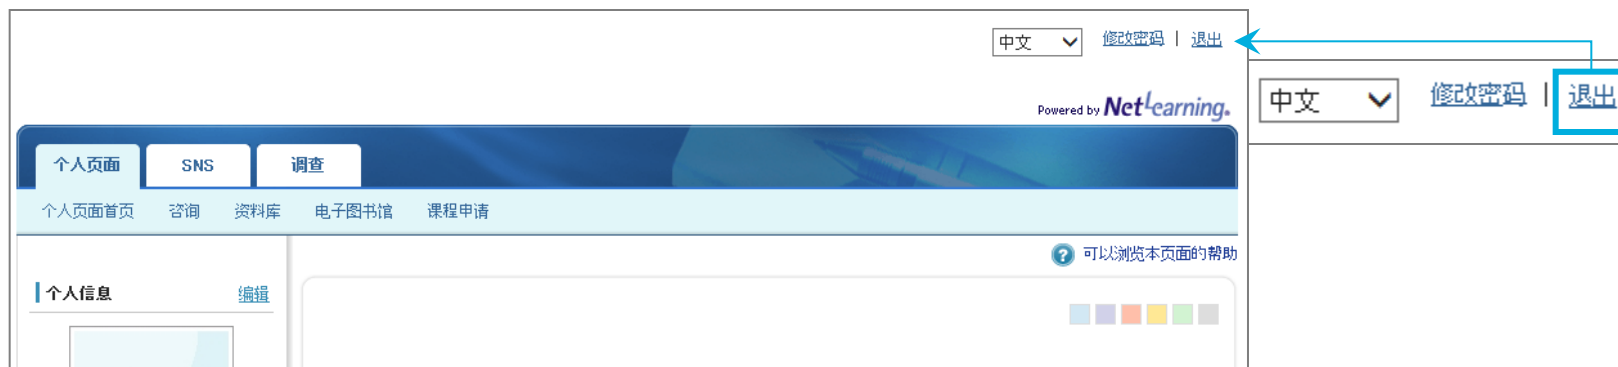 中文 修改密码 | 退出
中文 修改密码 | 退出
Powered by NetLearning.
个人页面 SNS 调查
个人页面首页 咨询 资料库 电子图书馆 课程申请
? 可以浏览本页面的帮助
个人信息 编辑